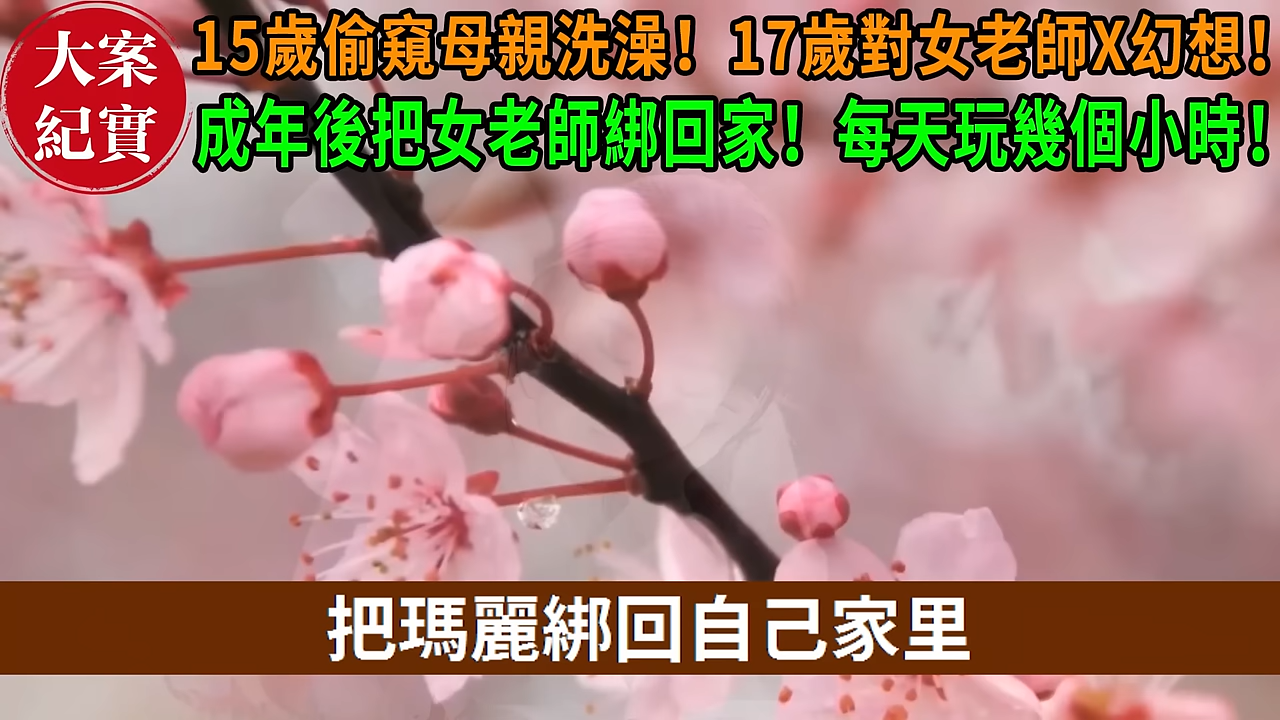 大案
紀實
15歲偷窺母親洗澡！17歲對女老師X幻想！
成年後把女老師綁回家！每天玩幾個小時！
把瑪麗綁回自己家里